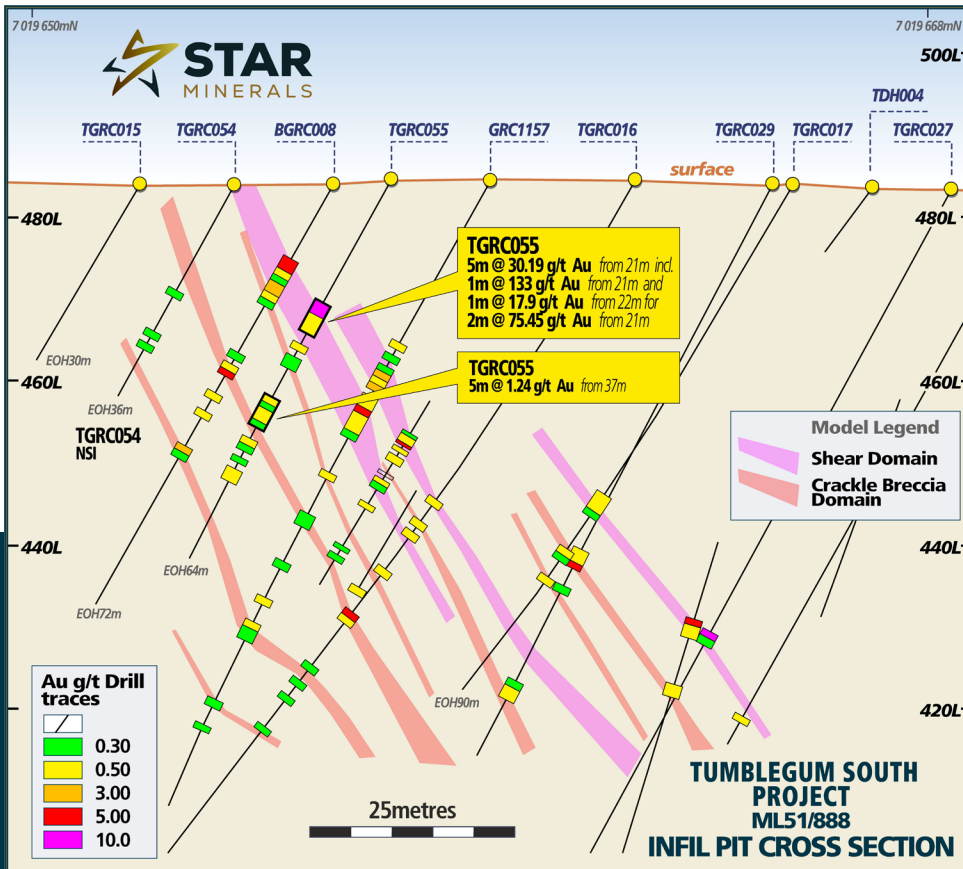 7 019 650mN
7 019 668mN
500L
STAR
MINERALS
TDH004
TGRC015
TGRC054
BGRC008
TGRC055
GRC1157
TGRC016
TGRC029
TGRC017
TGRC027
surface
480L
480L
TGRC055
5m @ 30.19 g/t Au from 21m incl.
1m @ 133 g/t Au from 21m and
1m @ 17.9 g/t Au from 22m for
2m @ 75.45 g/t Au from 21m
EOH30m
460L
460L
TGRC055
5m @ 1.24 g/t Au from 37m
EOH36m
TGRC054
NSI
Model Legend
Shear Domain
Crackle Breccia
Domain
440L
440L
EOH64m
EOH72m
Au g/t Drill
traces
0.30
0.50
3.00
5.00
10.0
EOH90m
420L
25metres
TUMBLEGUM SOUTH
PROJECT
ML51/888
INFIL PIT CROSS SECTION